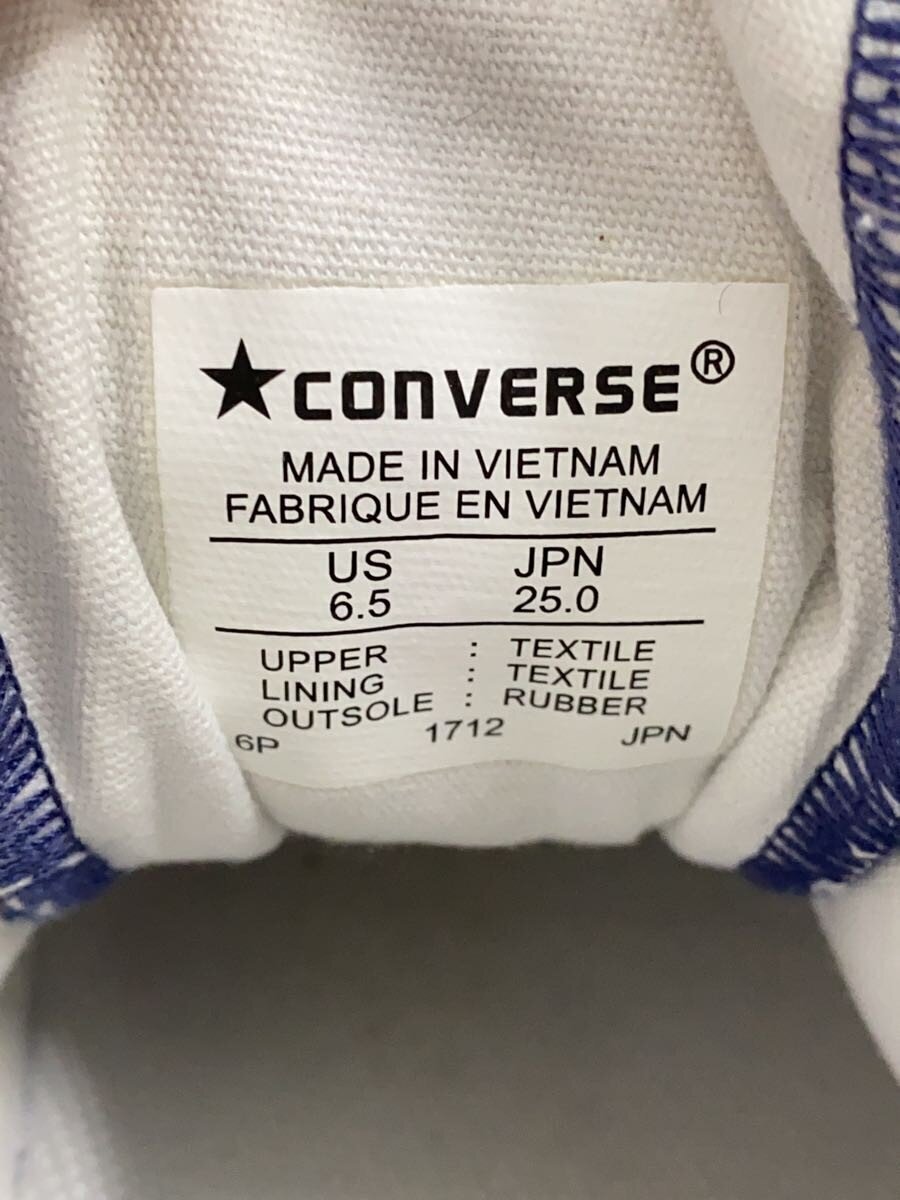 ★CONVERSE®
MADE IN VIETNAM
FABRIQUE EN VIETNAM
US JPN
6.5 25.0
UPPER : TEXTILE
LINING : TEXTILE
OUTSOLE : RUBBER
6P 1712 JPN